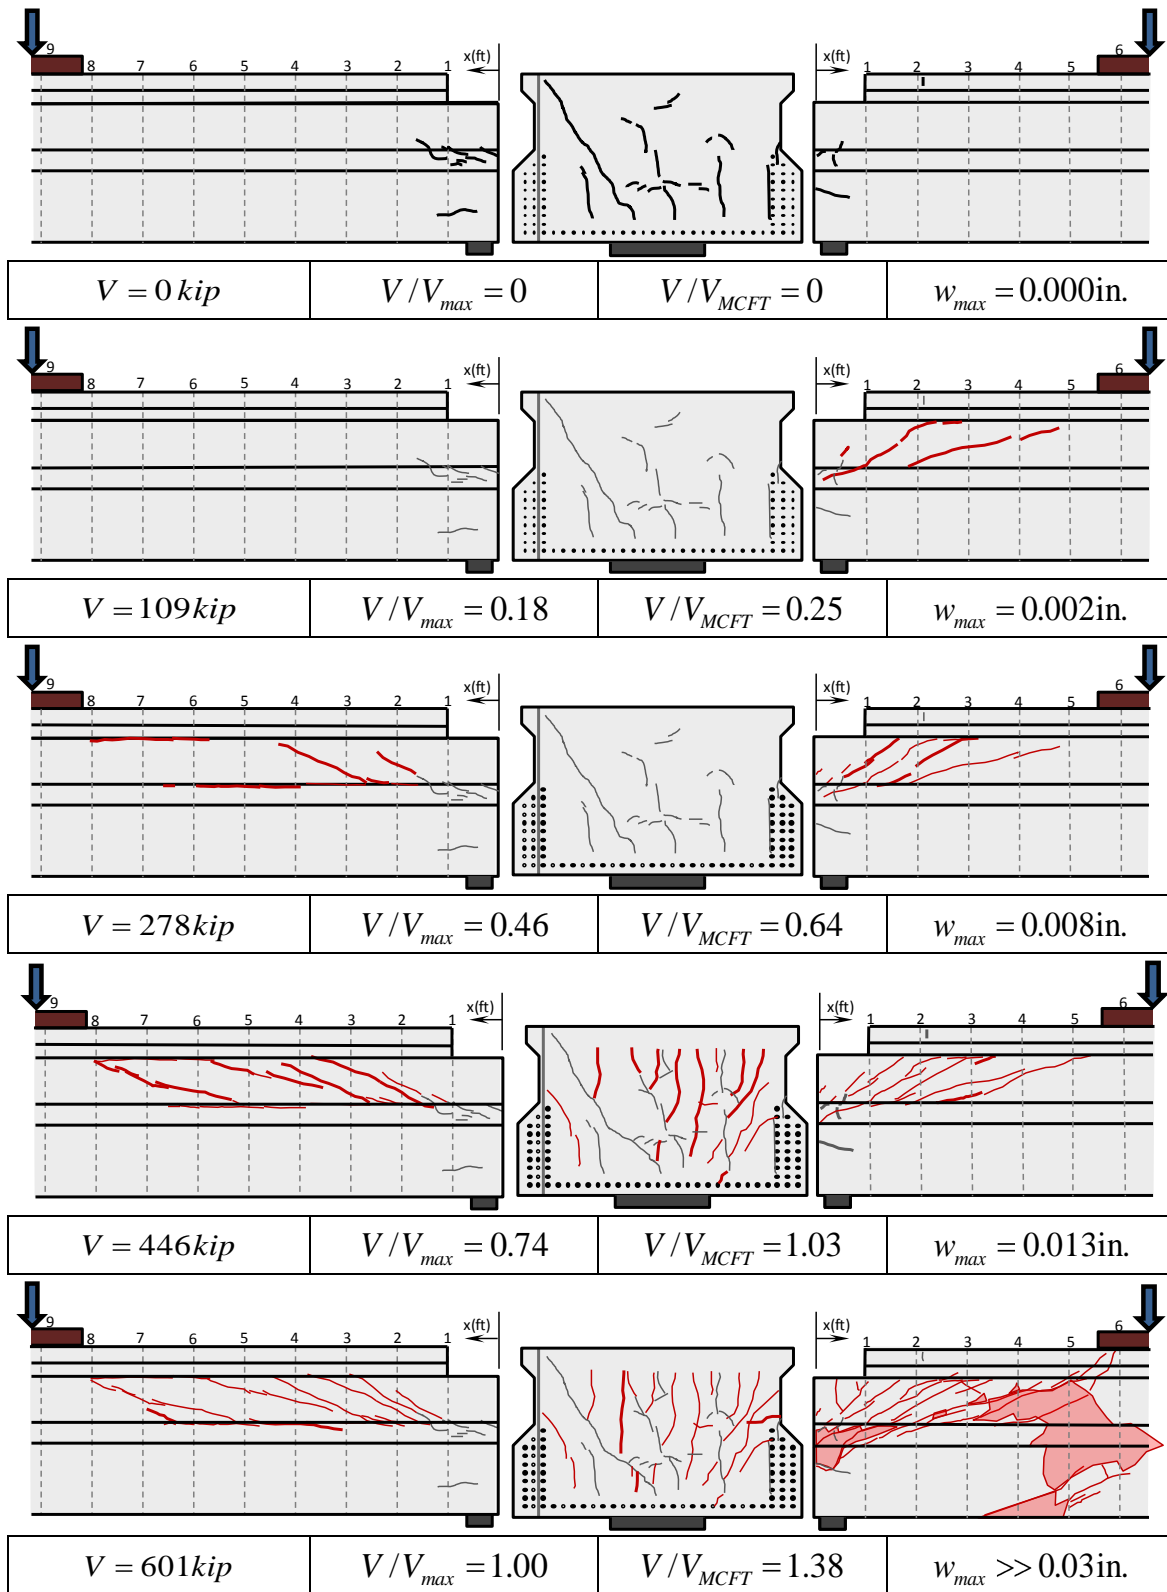 9 8 7 6 5 4 3 2 1 x(ft) x(ft) 1 2 3 4 5 6
V = 0 kip V/V_max = 0 V/V_MCFT = 0 w_max = 0.000in.
9 8 7 6 5 4 3 2 1 x(ft) x(ft) 1 2 3 4 5 6
V = 109 kip V/V_max = 0.18 V/V_MCFT = 0.25 w_max = 0.002in.
9 8 7 6 5 4 3 2 1 x(ft) x(ft) 1 2 3 4 5 6
V = 278 kip V/V_max = 0.46 V/V_MCFT = 0.64 w_max = 0.008in.
9 8 7 6 5 4 3 2 1 x(ft) x(ft) 1 2 3 4 5 6
V = 446 kip V/V_max = 0.74 V/V_MCFT = 1.03 w_max = 0.013in.
9 8 7 6 5 4 3 2 1 x(ft) x(ft) 1 2 3 4 5 6
V = 601 kip V/V_max = 1.00 V/V_MCFT = 1.38 w_max >> 0.03in.